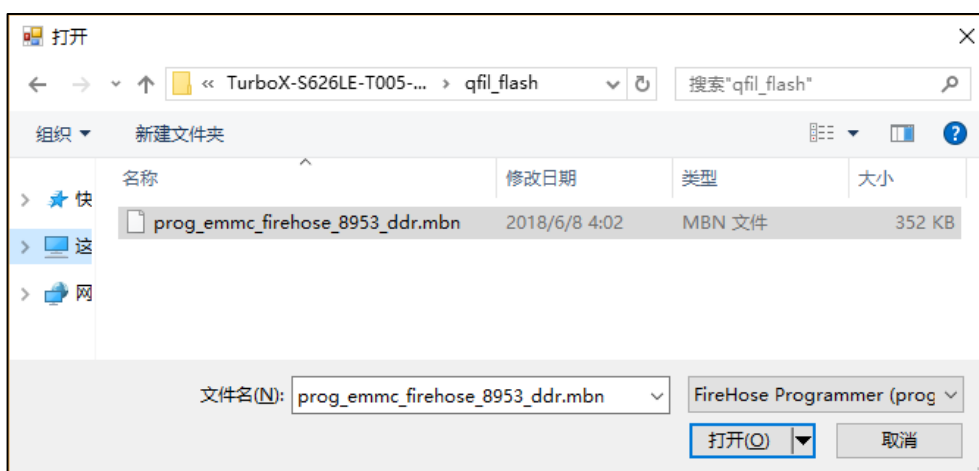 打开
« TurboX-S626LE-T005-... › qfil_flash
搜索"qfil_flash"
组织
新建文件夹
名称 修改日期 类型 大小
快
prog_emmc_firehose_8953_ddr.mbn 2018/6/8 4:02 MBN 文件 352 KB
这
网
文件名(N): prog_emmc_firehose_8953_ddr.mbn FireHose Programmer (prog
打开(O) 取消